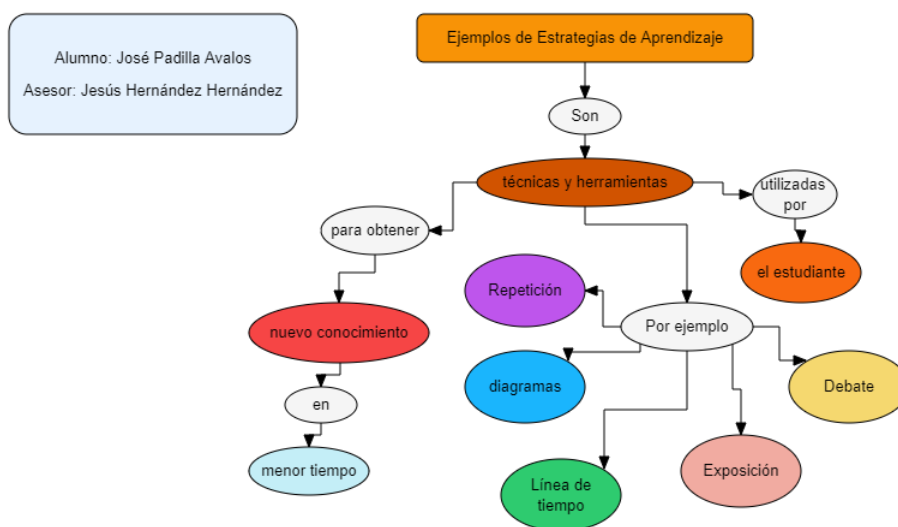 Alumno: José Padilla Avalos
Asesor: Jesús Hernández Hernández
Ejemplos de Estrategias de Aprendizaje
Son
técnicas y herramientas
utilizadas
por
el estudiante
para obtener
nuevo conocimiento
en
menor tiempo
Por ejemplo
Repetición
diagramas
Línea de
tiempo
Exposición
Debate